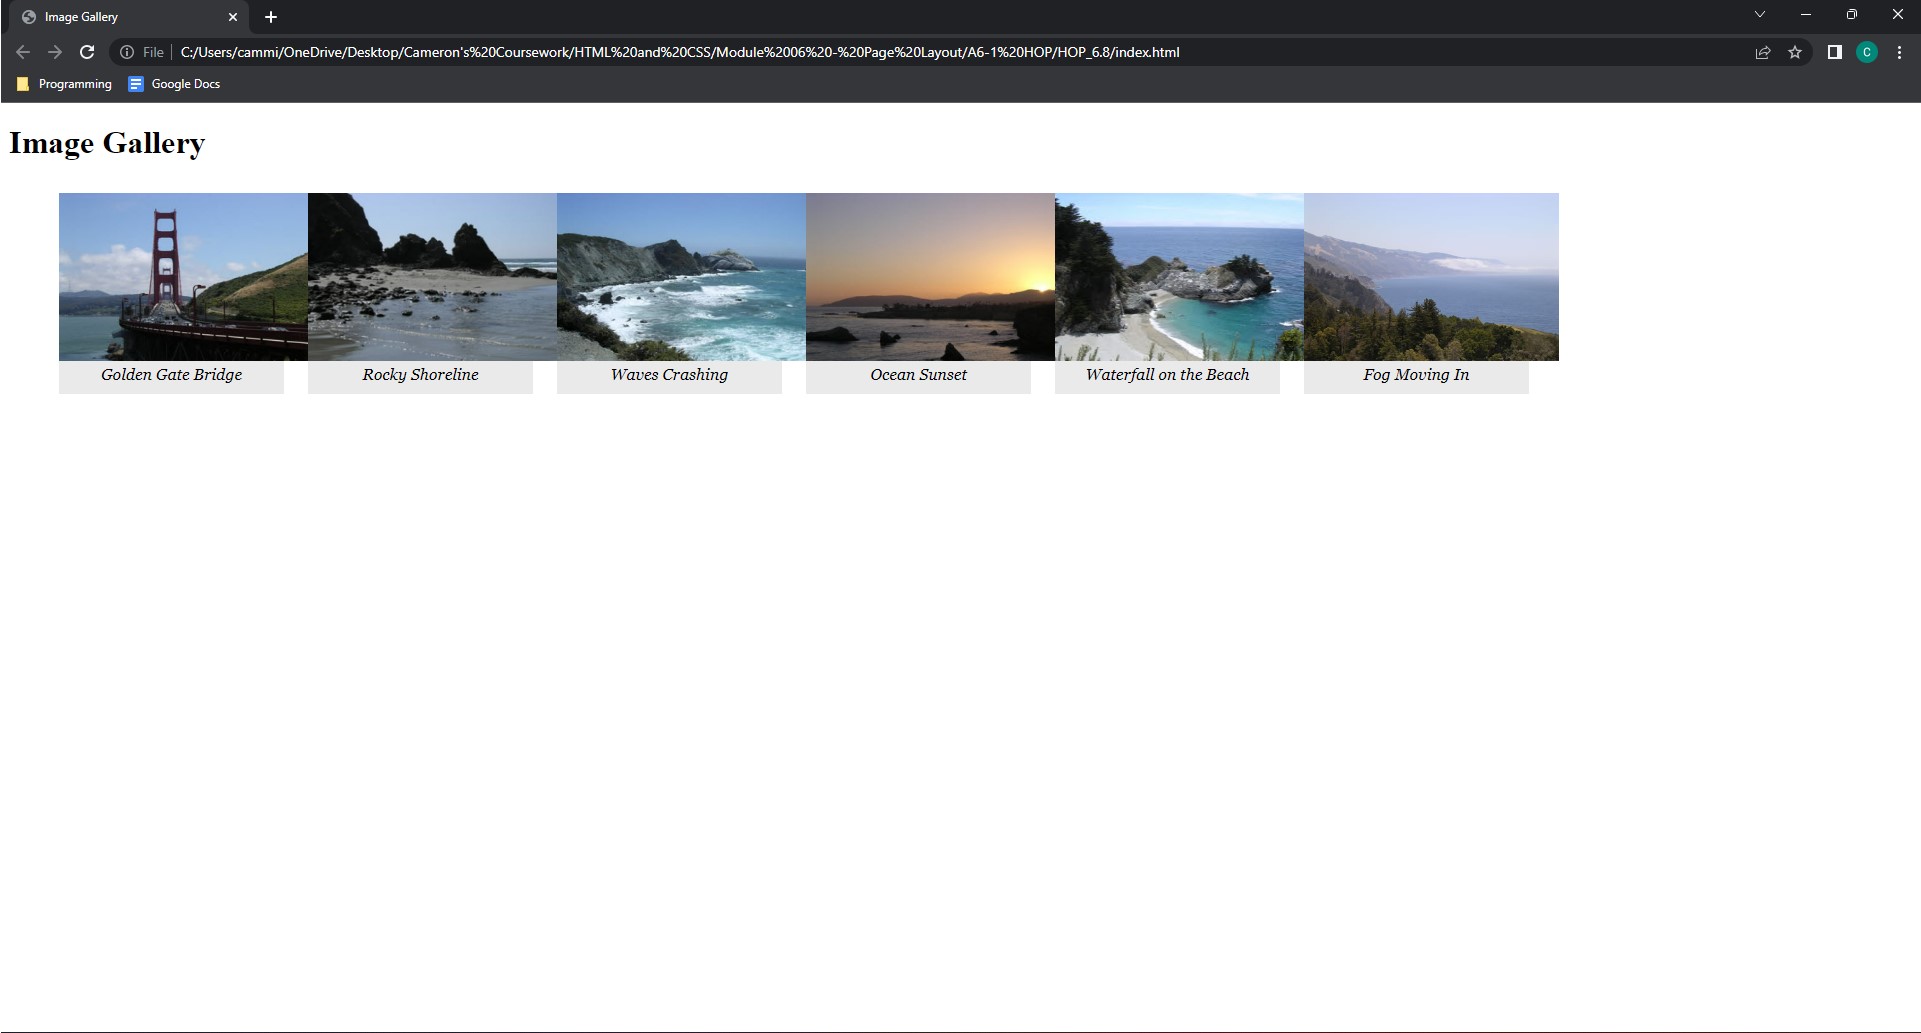 Image Gallery
File C:/Users/cammi/OneDrive/Desktop/Cameron's%20Coursework/HTML%20and%20CSS/Module%2006%20-%20Page%20Layout/A6-1%20HOP/HOP_6.8/index.html C
Programming Google Docs
Image Gallery
Golden Gate Bridge Rocky Shoreline Waves Crashing Ocean Sunset Waterfall on the Beach Fog Moving In